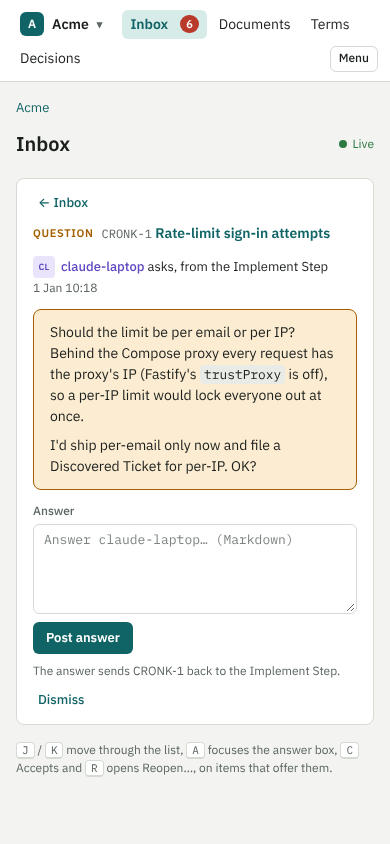 A Acme ▾ Inbox 6 Documents Terms
Decisions Menu
Acme
Inbox Live
← Inbox
QUESTION CRONK-1 Rate-limit sign-in attempts
CL claude-laptop asks, from the Implement Step
1 Jan 10:18
Should the limit be per email or per IP?
Behind the Compose proxy every request has
the proxy's IP (Fastify's trustProxy is off),
so a per-IP limit would lock everyone out at
once.
I'd ship per-email only now and file a
Discovered Ticket for per-IP. OK?
Answer
Answer claude-laptop… (Markdown)
Post answer
The answer sends CRONK-1 back to the Implement Step.
Dismiss
J / K move through the list, A focuses the answer box, C
Accepts and R opens Reopen…, on items that offer them.